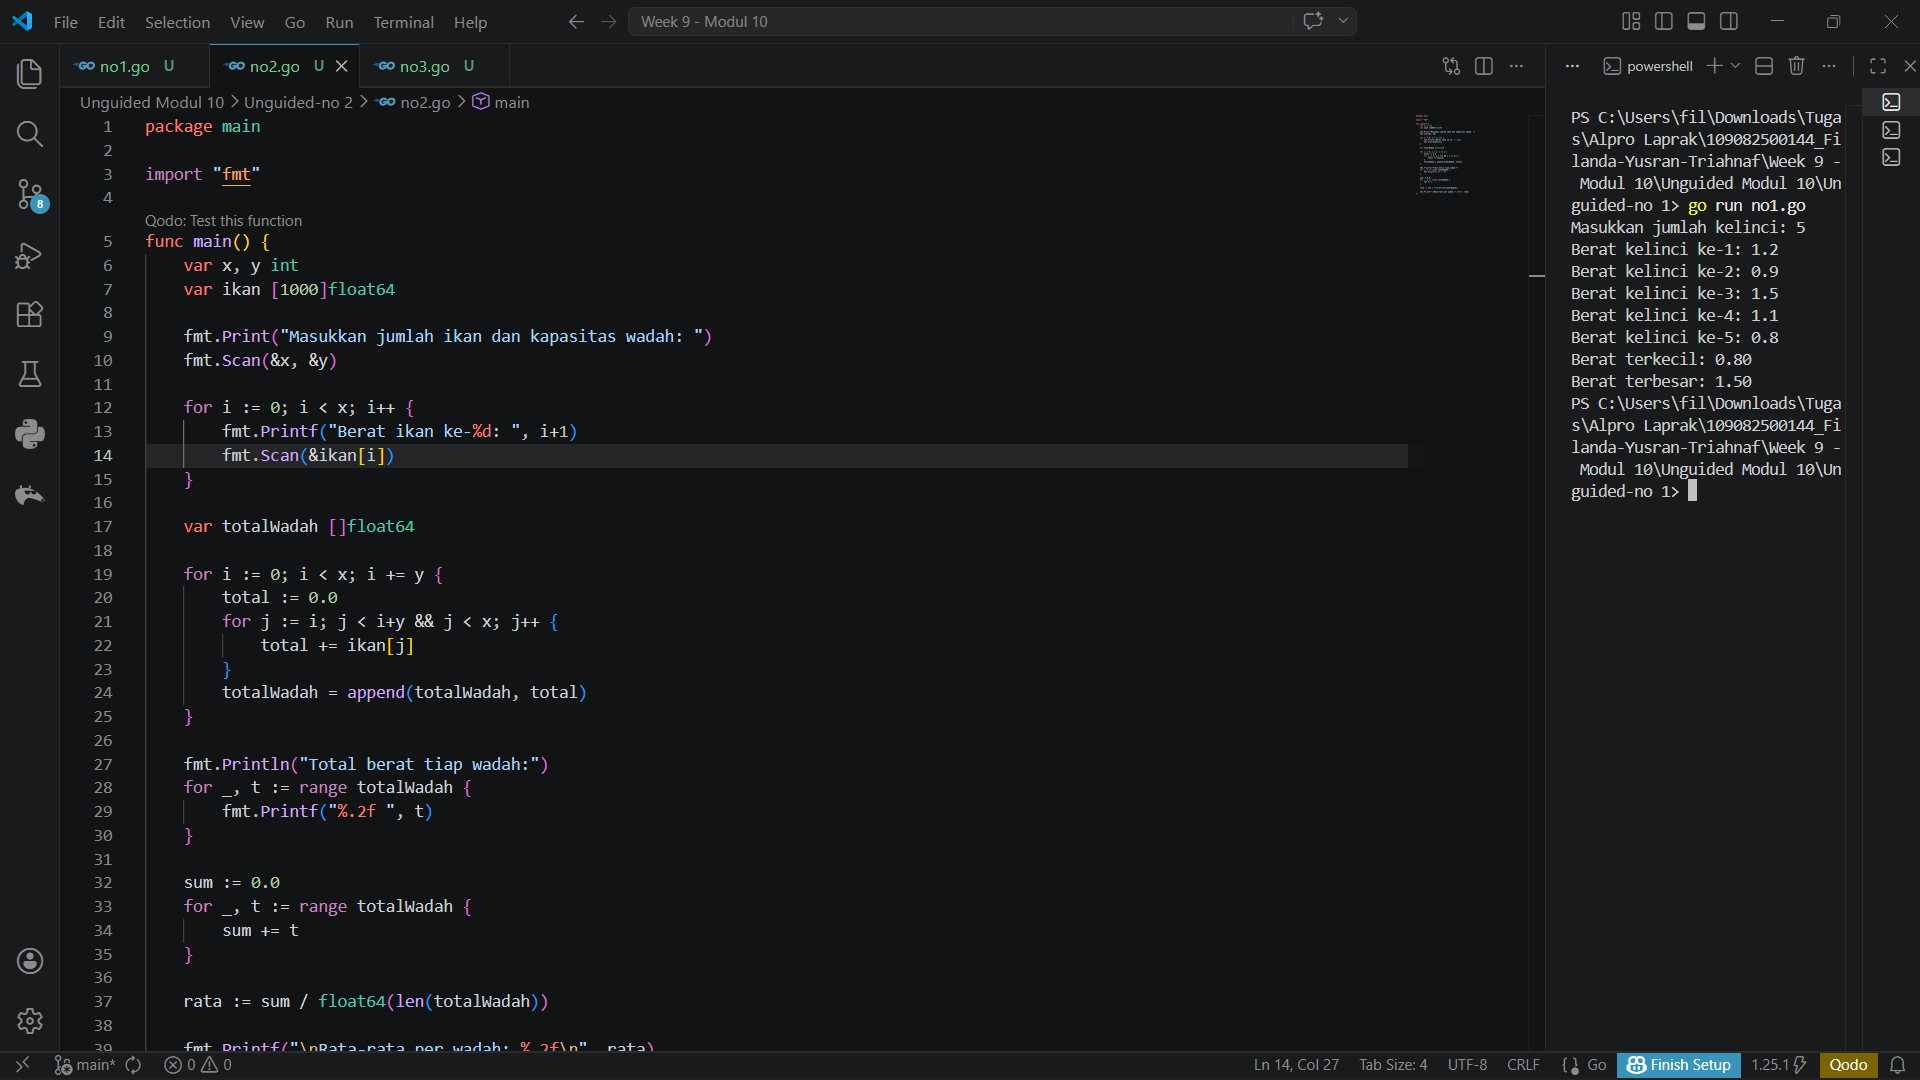 File Edit Selection View Go Run Terminal Help
Week 9 - Modul 10
no1.go U
no2.go U
no3.go U
powershell
Unguided Modul 10 > Unguided-no 2 > no2.go > main
1 package main
2
3 import "fmt"
4
Qodo: Test this function
5 func main() {
6 var x, y int
7 var ikan [1000]float64
8
9 fmt.Print("Masukkan jumlah ikan dan kapasitas wadah: ")
10 fmt.Scan(&x, &y)
11
12 for i := 0; i < x; i++ {
13 fmt.Printf("Berat ikan ke-%d: ", i+1)
14 fmt.Scan(&ikan[i])
15 }
16
17 var totalWadah []float64
18
19 for i := 0; i < x; i += y {
20 total := 0.0
21 for j := i; j < i+y && j < x; j++ {
22 total += ikan[j]
23 }
24 totalWadah = append(totalWadah, total)
25 }
26
27 fmt.Println("Total berat tiap wadah:")
28 for _, t := range totalWadah {
29 fmt.Printf("%.2f ", t)
30 }
31
32 sum := 0.0
33 for _, t := range totalWadah {
34 sum += t
35 }
36
37 rata := sum / float64(len(totalWadah))
38
39 fmt.Printf("\nRata-rata per wadah: %.2f\n", rata)
PS C:\Users\fil\Downloads\Tuga
s\Alpro Laprak\109082500144_Fi
landa-Yusran-Triahnaf\Week 9 -
Modul 10\Unguided Modul 10\Un
guided-no 1> go run no1.go
Masukkan jumlah kelinci: 5
Berat kelinci ke-1: 1.2
Berat kelinci ke-2: 0.9
Berat kelinci ke-3: 1.5
Berat kelinci ke-4: 1.1
Berat kelinci ke-5: 0.8
Berat terkecil: 0.80
Berat terbesar: 1.50
PS C:\Users\fil\Downloads\Tuga
s\Alpro Laprak\109082500144_Fi
landa-Yusran-Triahnaf\Week 9 -
Modul 10\Unguided Modul 10\Un
guided-no 1>
8
main* 0 0 Ln 14, Col 27 Tab Size: 4 UTF-8 CRLF {} Go Finish Setup 1.25.1 Qodo